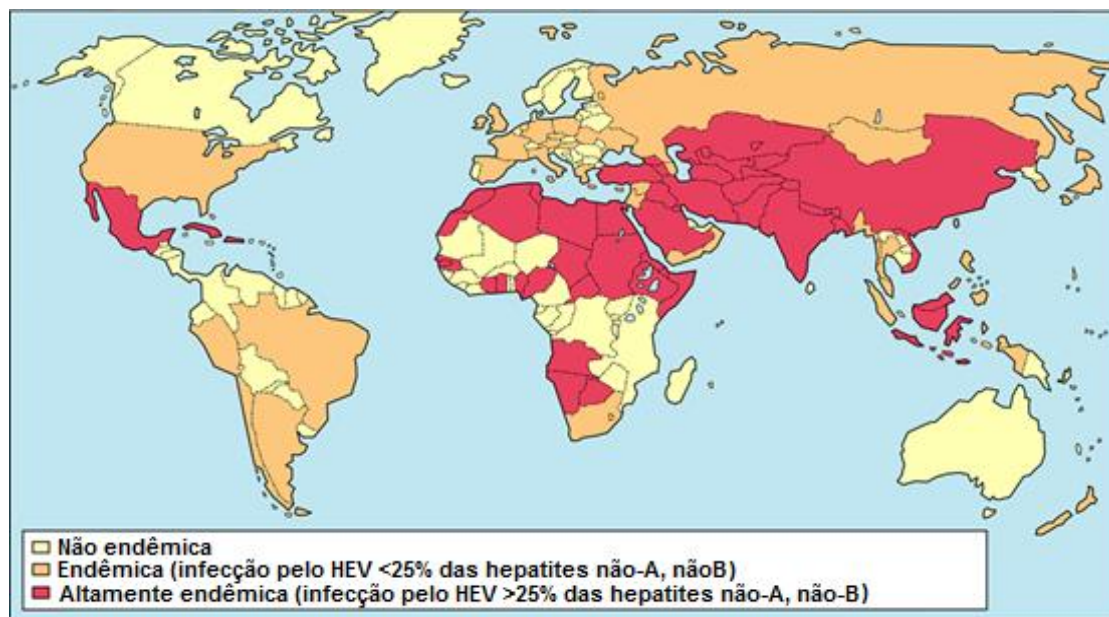 Não endêmica
Endêmica (infecção pelo HEV <25% das hepatites não-A, nãoB)
Altamente endêmica (infecção pelo HEV >25% das hepatites não-A, não-B)